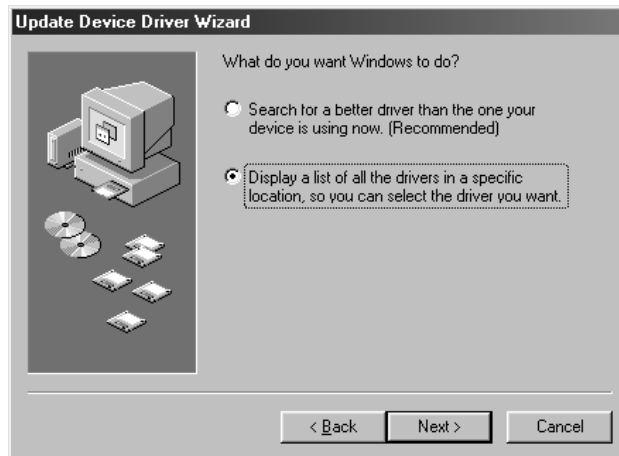 Update Device Driver Wizard
What do you want Windows to do?
Search for a better driver than the one your
device is using now. (Recommended)
Display a list of all the drivers in a specific
location, so you can select the driver you want.
< Back
Next >
Cancel